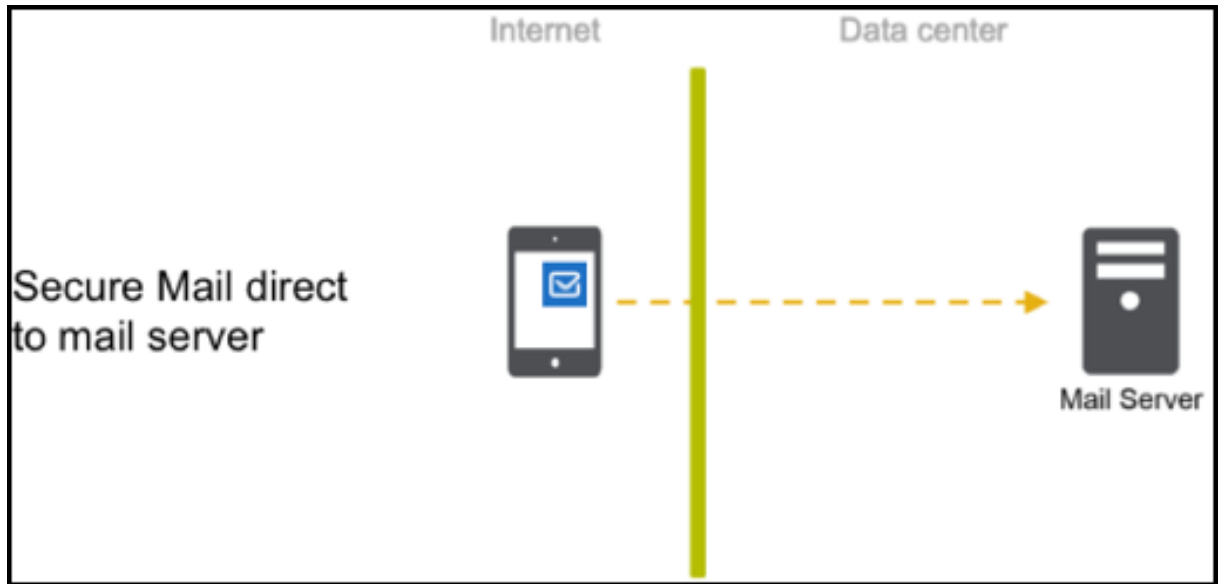 Internet
Data center
Secure Mail direct
to mail server
Mail Server